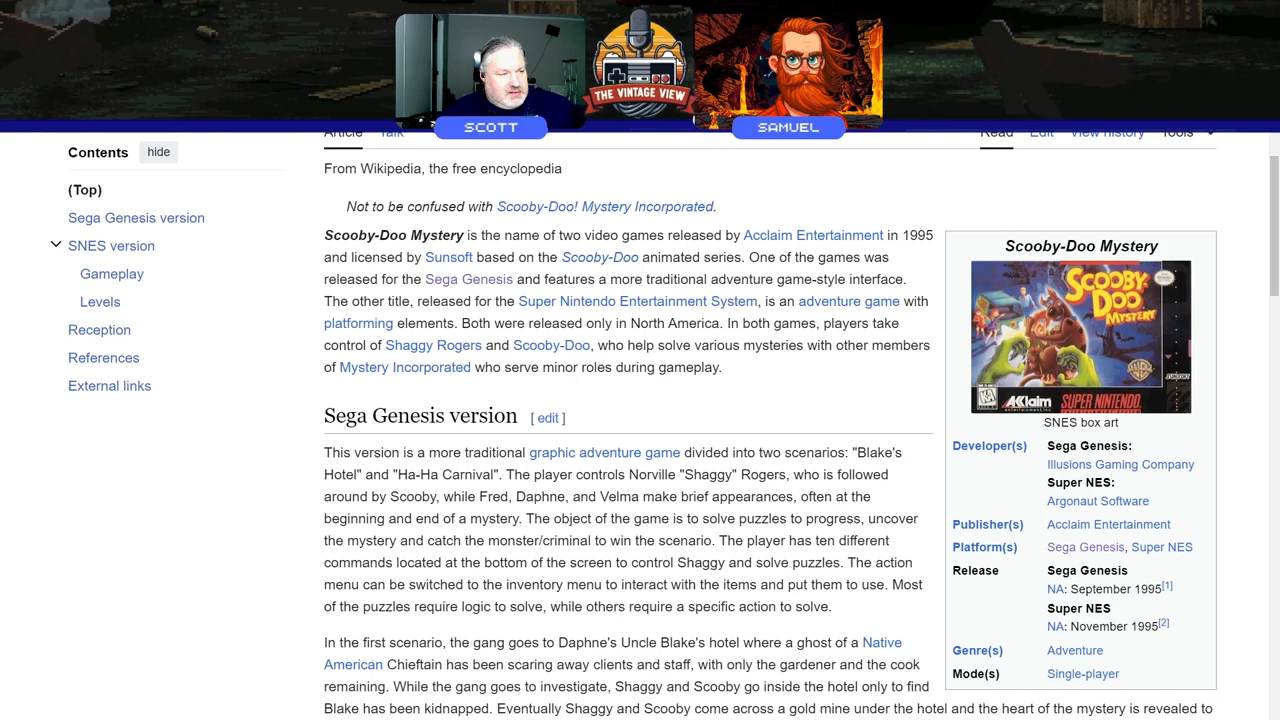 THE VINTAGE VIEW
SCOTT
SAMUEL
Article Talk
Read Edit View history Tools
Contents hide
(Top)
Sega Genesis version
SNES version
Gameplay
Levels
Reception
References
External links
From Wikipedia, the free encyclopedia
Not to be confused with Scooby-Doo! Mystery Incorporated.
Scooby-Doo Mystery is the name of two video games released by Acclaim Entertainment in 1995
and licensed by Sunsoft based on the Scooby-Doo animated series. One of the games was
released for the Sega Genesis and features a more traditional adventure game-style interface.
The other title, released for the Super Nintendo Entertainment System, is an adventure game with
platforming elements. Both were released only in North America. In both games, players take
control of Shaggy Rogers and Scooby-Doo, who help solve various mysteries with other members
of Mystery Incorporated who serve minor roles during gameplay.
Sega Genesis version [ edit ]
This version is a more traditional graphic adventure game divided into two scenarios: "Blake's
Hotel" and "Ha-Ha Carnival". The player controls Norville "Shaggy" Rogers, who is followed
around by Scooby, while Fred, Daphne, and Velma make brief appearances, often at the
beginning and end of a mystery. The object of the game is to solve puzzles to progress, uncover
the mystery and catch the monster/criminal to win the scenario. The player has ten different
commands located at the bottom of the screen to control Shaggy and solve puzzles. The action
menu can be switched to the inventory menu to interact with the items and put them to use. Most
of the puzzles require logic to solve, while others require a specific action to solve.
In the first scenario, the gang goes to Daphne's Uncle Blake's hotel where a ghost of a Native
American Chieftain has been scaring away clients and staff, with only the gardener and the cook
remaining. While the gang goes to investigate, Shaggy and Scooby go inside the hotel only to find
Blake has been kidnapped. Eventually Shaggy and Scooby come across a gold mine under the hotel and the heart of the mystery is revealed to
Scooby-Doo Mystery
SCOOBY-
DOO
MYSTERY
SUNSOFT
KA
AKclaim
entertainment inc.
SUPER NINTENDO
SNES box art
Developer(s) Sega Genesis:
Illusions Gaming Company
Super NES:
Argonaut Software
Publisher(s) Acclaim Entertainment
Platform(s) Sega Genesis, Super NES
Release Sega Genesis
NA: September 1995[1]
Super NES
NA: November 1995[2]
Genre(s) Adventure
Mode(s) Single-player